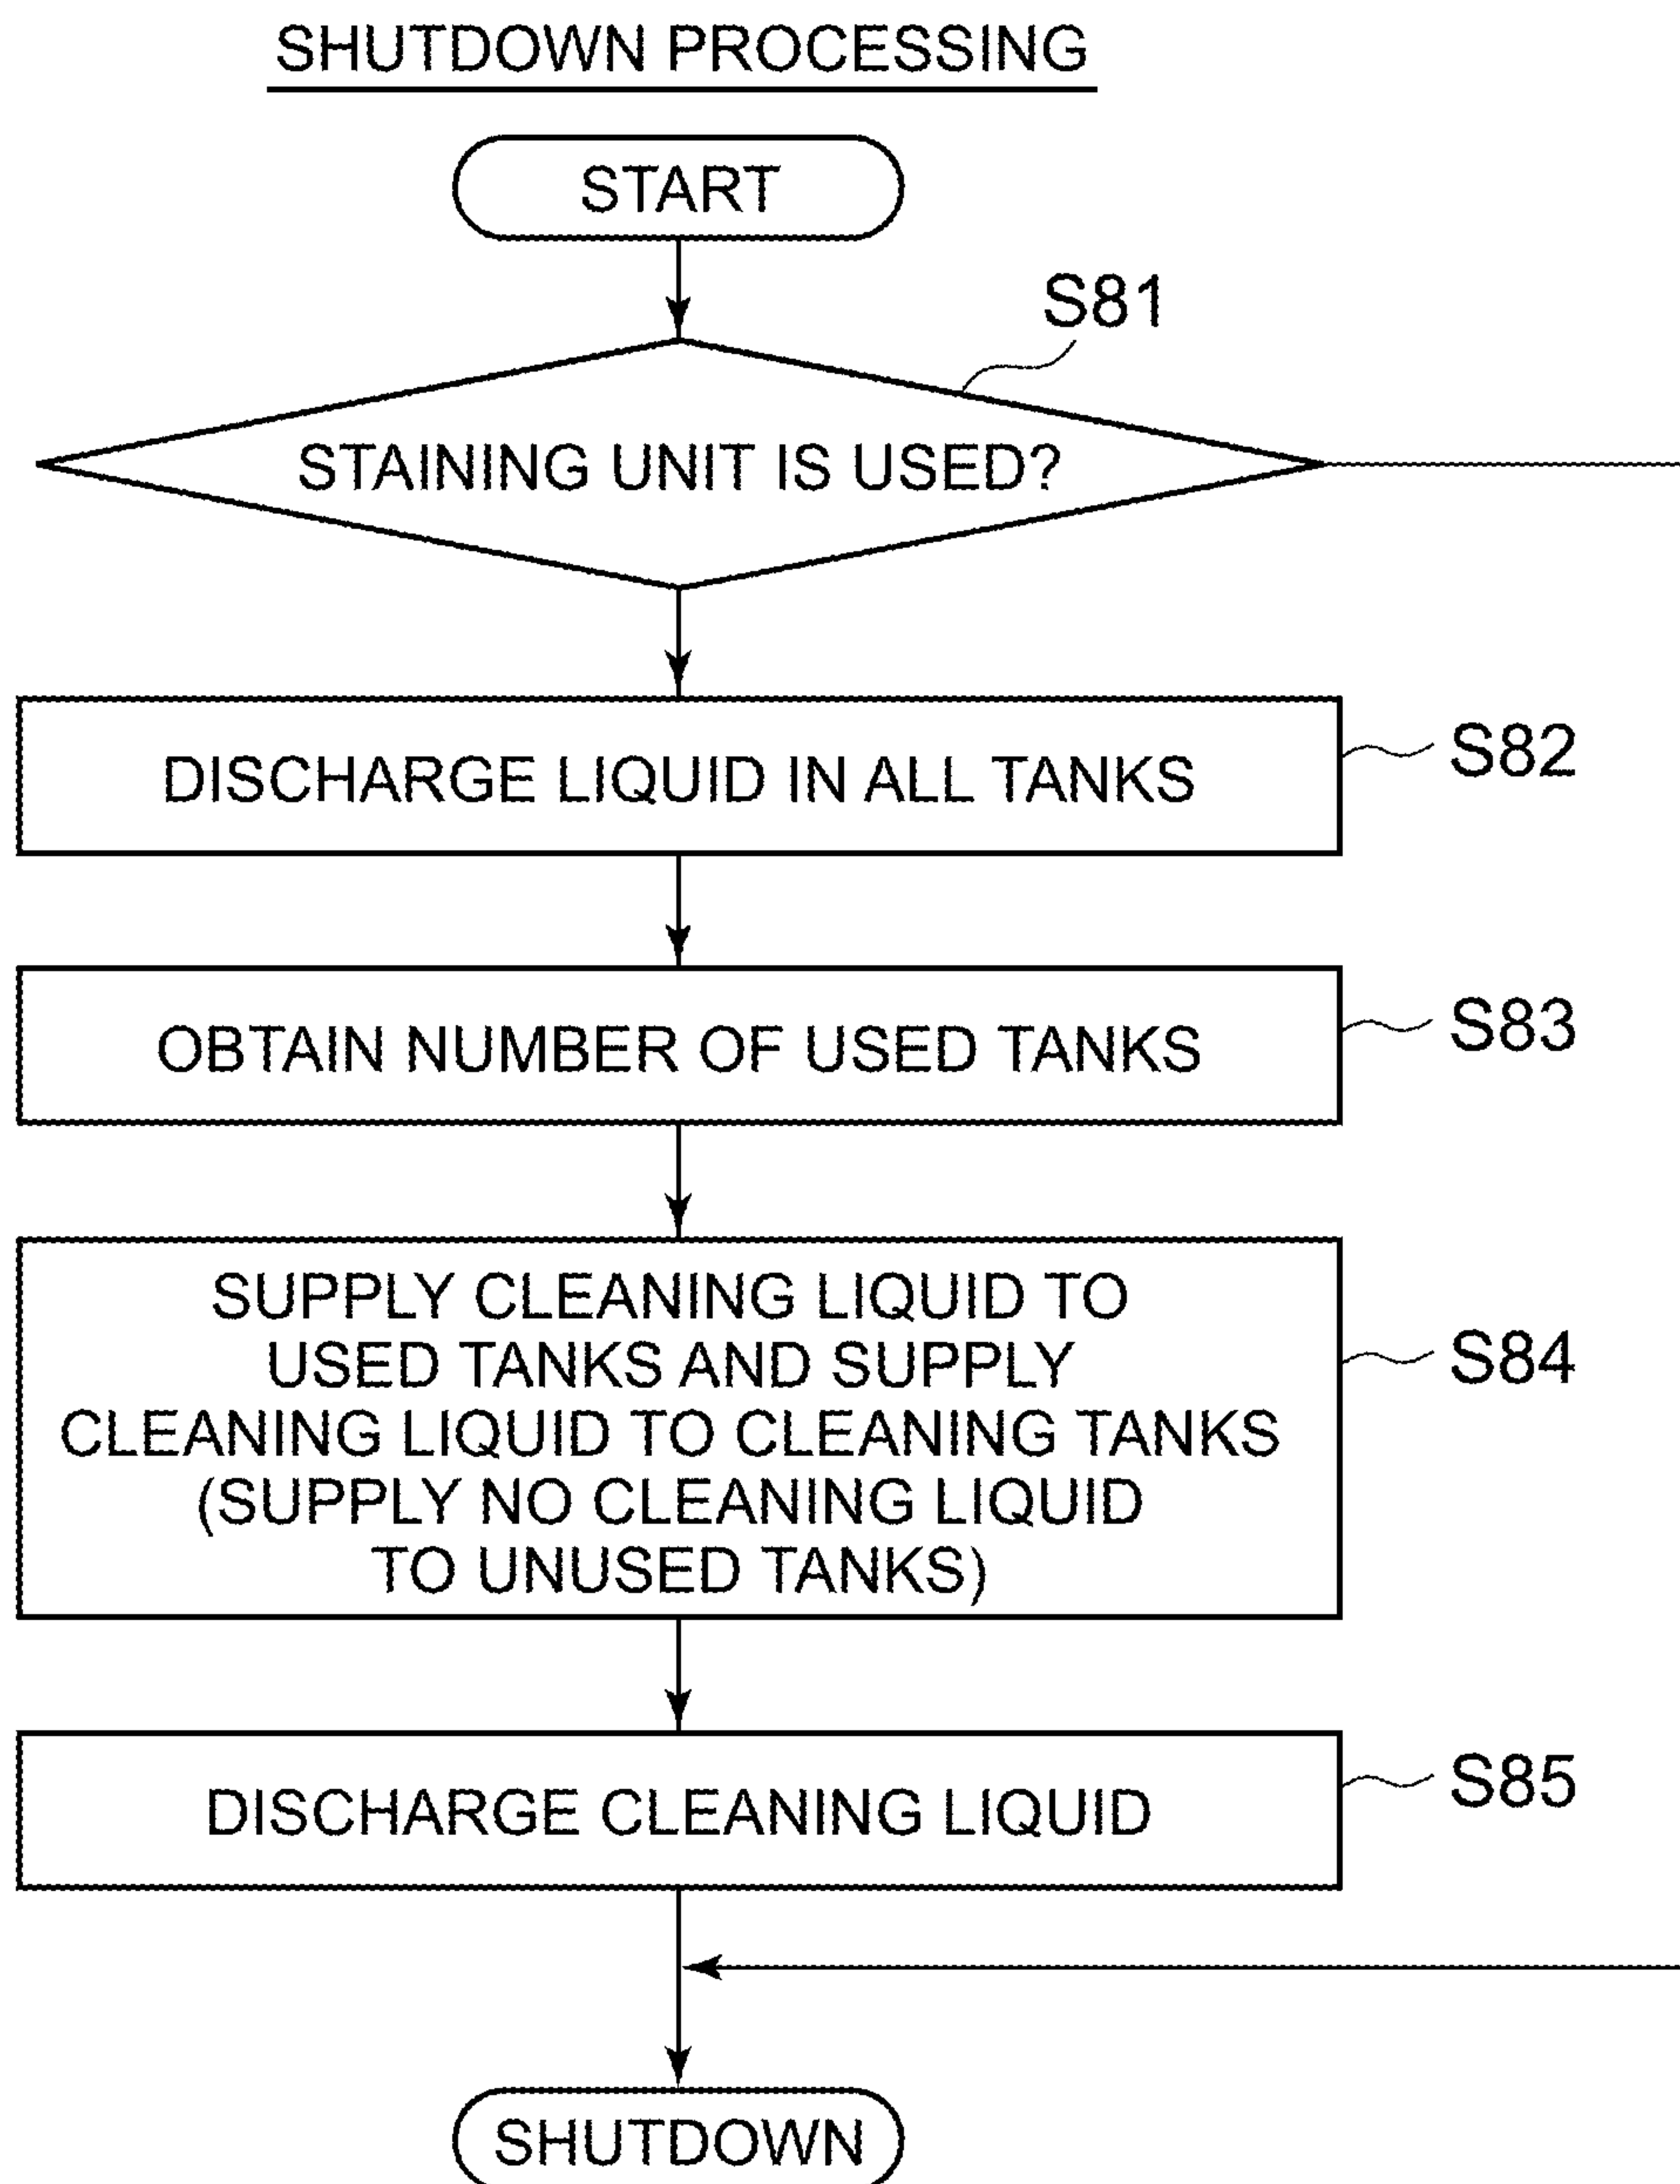 SHUTDOWN PROCESSING
START
S81
STAINING UNIT IS USED?
DISCHARGE LIQUID IN ALL TANKS
S82
OBTAIN NUMBER OF USED TANKS
S83
SUPPLY CLEANING LIQUID TO
USED TANKS AND SUPPLY
CLEANING LIQUID TO CLEANING TANKS
(SUPPLY NO CLEANING LIQUID
TO UNUSED TANKS)
S84
DISCHARGE CLEANING LIQUID
S85
SHUTDOWN